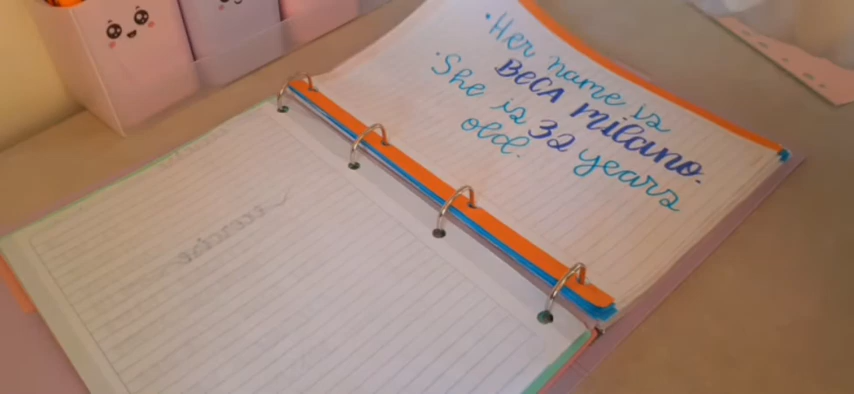 ·Her name is
BeCA Milano.
·She is 32 years
old.